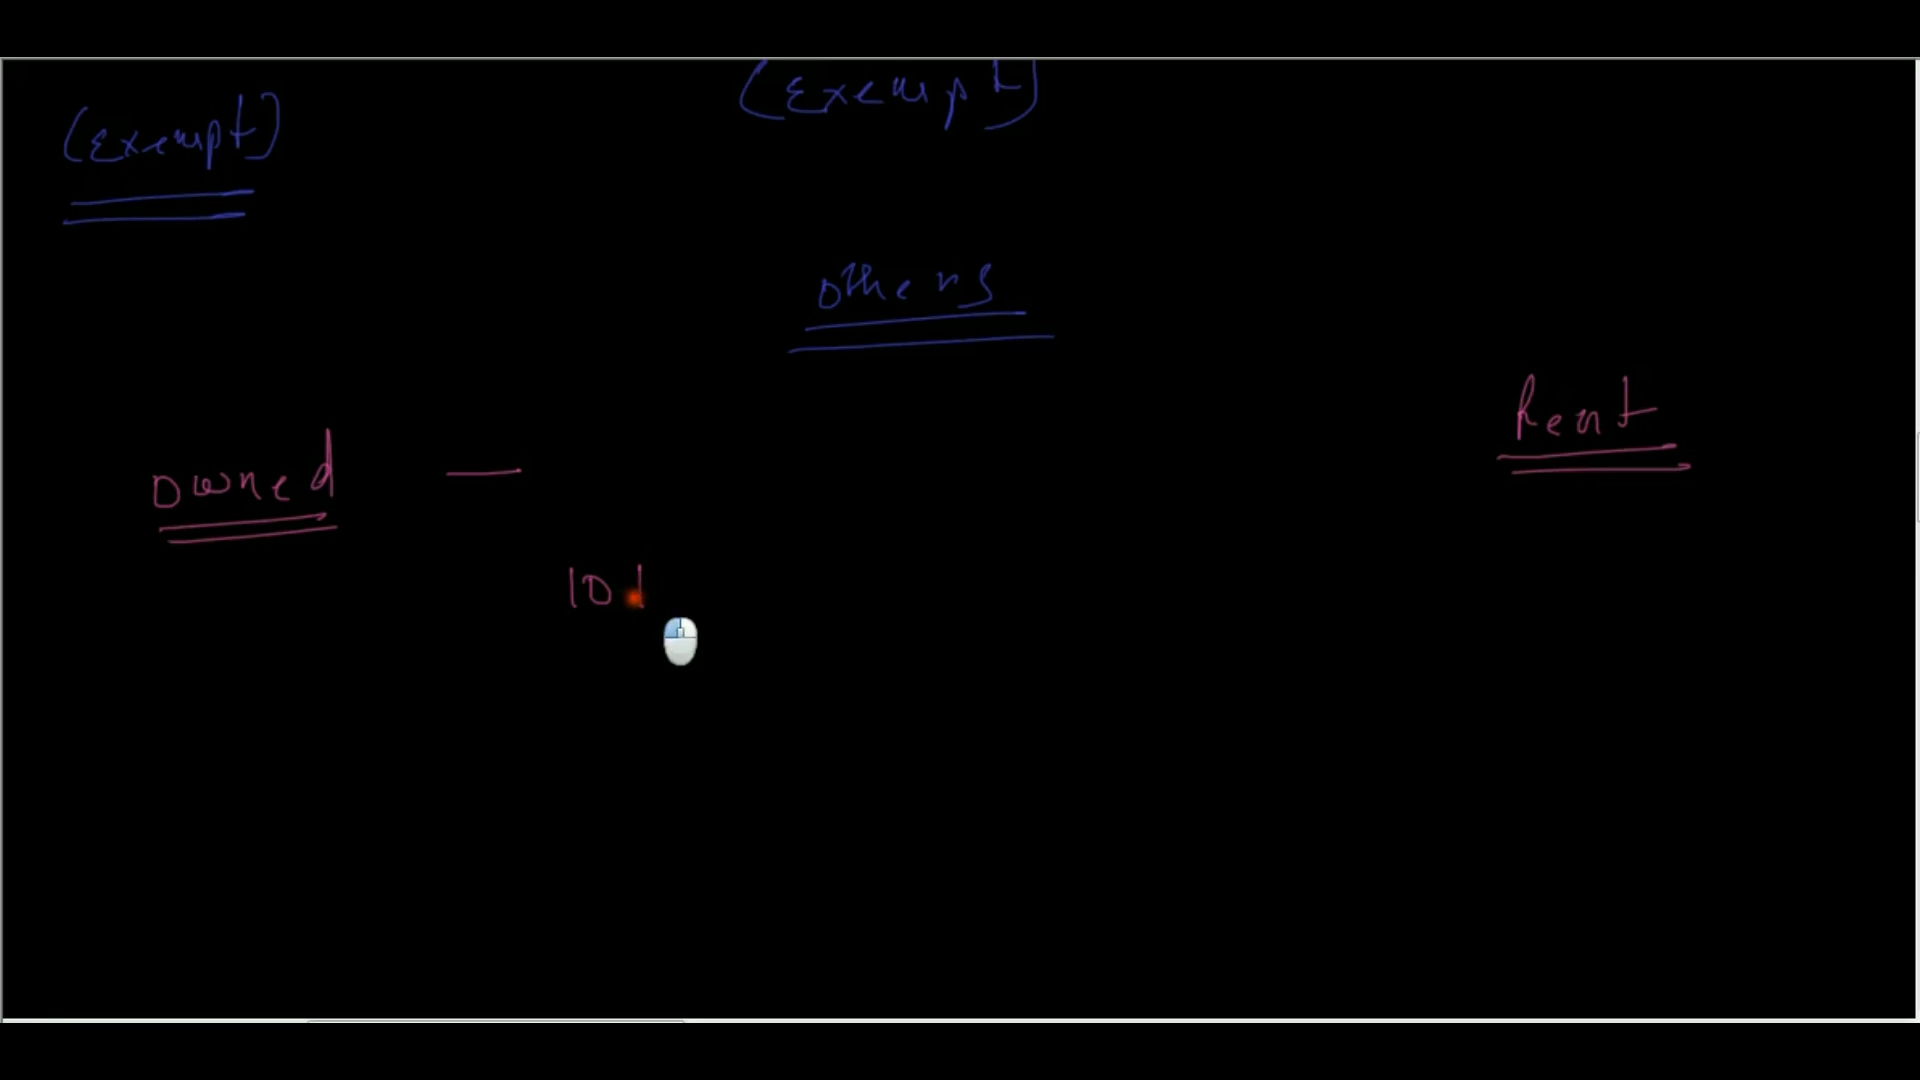 (Exempt)
(Exempt)
others
Rent
owned —
10